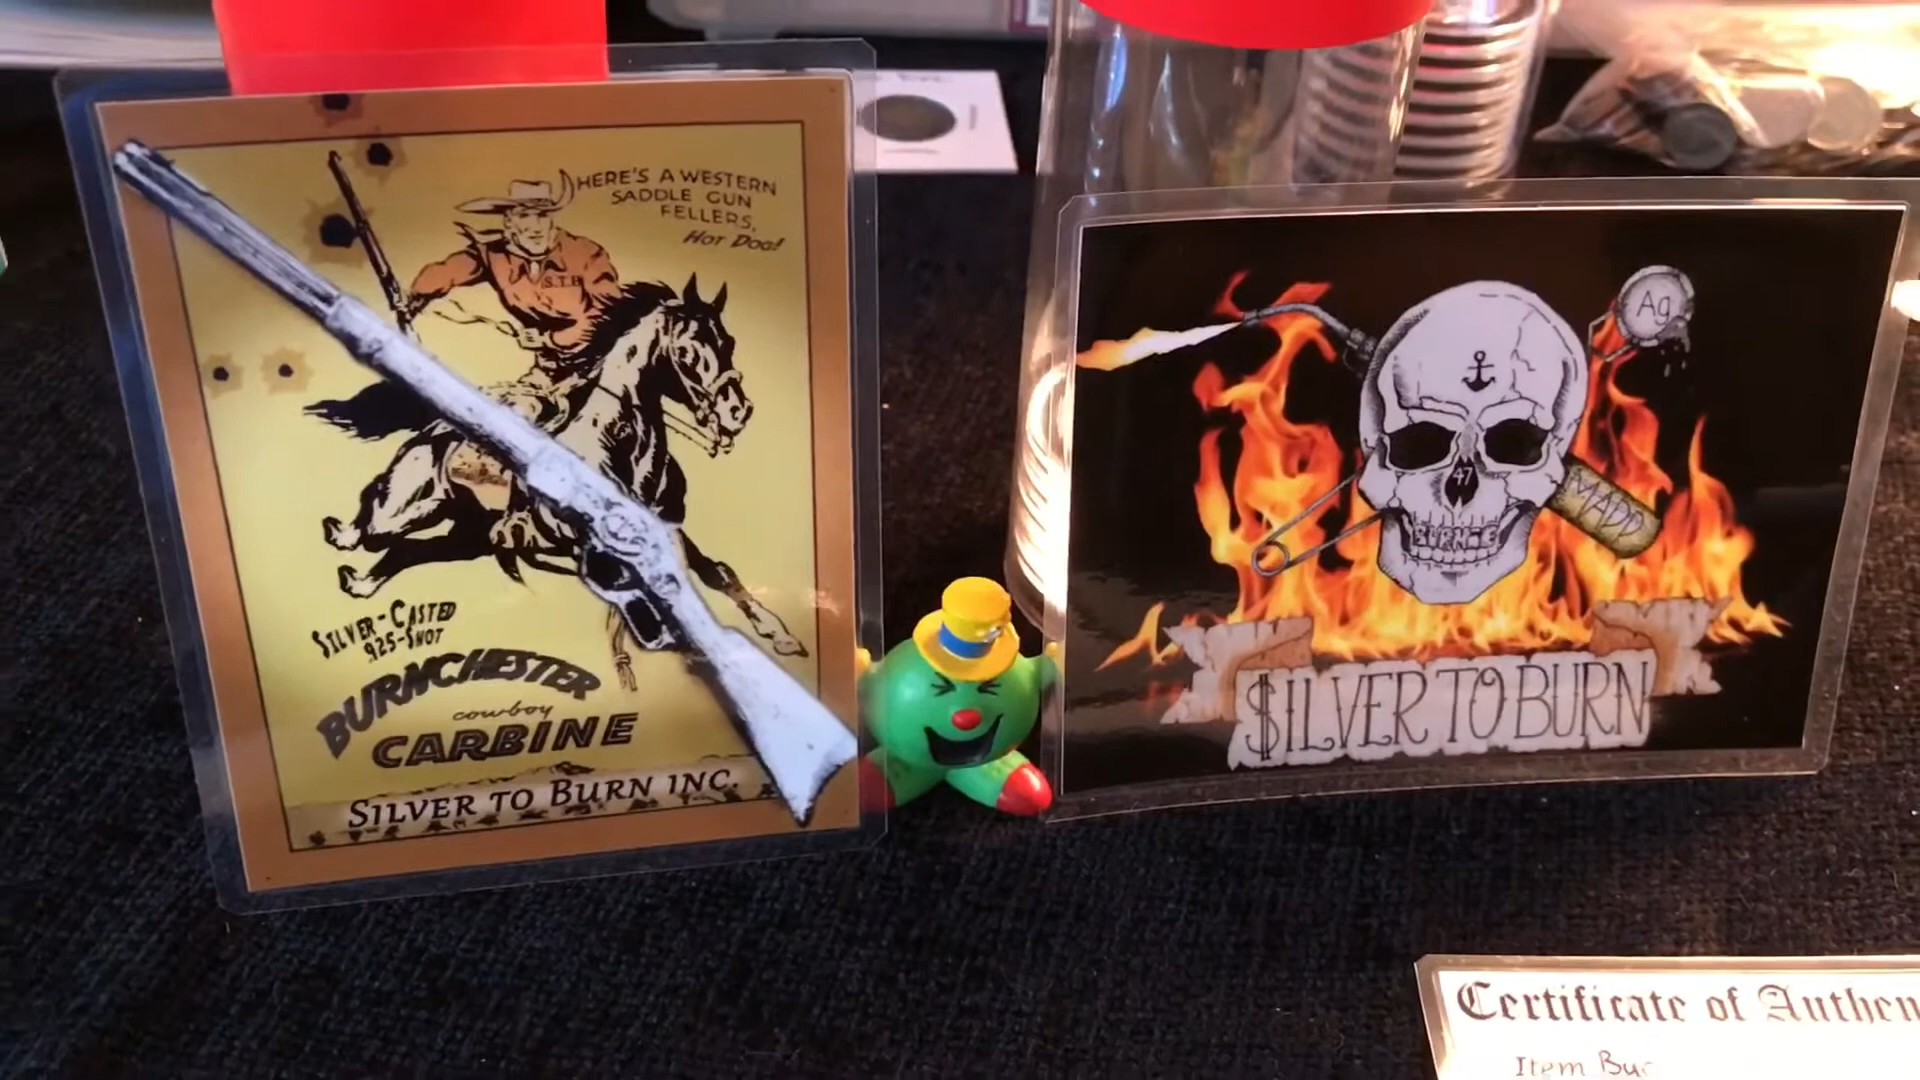 HERE'S A WESTERN
SADDLE GUN
FELLERS,
HOT DOG!
S.T.B
SILVER-CASTED
.925-SHOT
BURNCHESTER
cowboy
CARBINE
SILVER TO BURN INC.
Ag
47
MADD
BURNIE
$ILVER TO BURN
Certificate of Authen
Item Buc